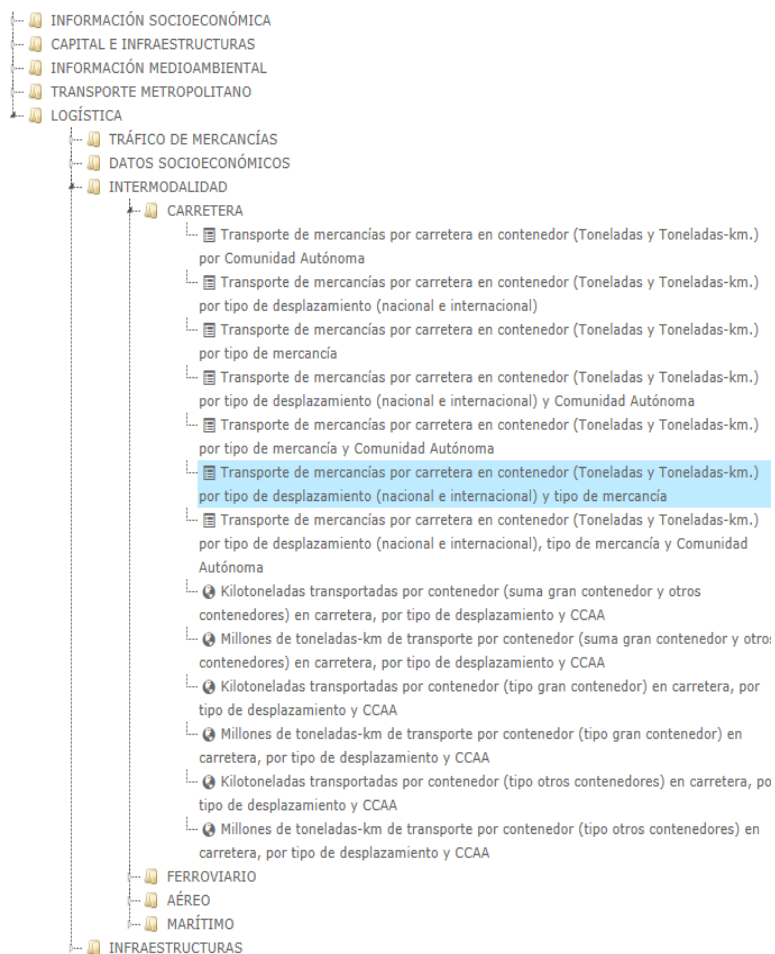 INFORMACIÓN SOCIOECONÓMICA
CAPITAL E INFRAESTRUCTURAS
INFORMACIÓN MEDIOAMBIENTAL
TRANSPORTE METROPOLITANO
LOGÍSTICA
TRÁFICO DE MERCANCÍAS
DATOS SOCIOECONÓMICOS
INTERMODALIDAD
CARRETERA
Transporte de mercancías por carretera en contenedor (Toneladas y Toneladas-km.)
por Comunidad Autónoma
Transporte de mercancías por carretera en contenedor (Toneladas y Toneladas-km.)
por tipo de desplazamiento (nacional e internacional)
Transporte de mercancías por carretera en contenedor (Toneladas y Toneladas-km.)
por tipo de mercancía
Transporte de mercancías por carretera en contenedor (Toneladas y Toneladas-km.)
por tipo de desplazamiento (nacional e internacional) y Comunidad Autónoma
Transporte de mercancías por carretera en contenedor (Toneladas y Toneladas-km.)
por tipo de mercancía y Comunidad Autónoma
Transporte de mercancías por carretera en contenedor (Toneladas y Toneladas-km.)
por tipo de desplazamiento (nacional e internacional) y tipo de mercancía
Transporte de mercancías por carretera en contenedor (Toneladas y Toneladas-km.)
por tipo de desplazamiento (nacional e internacional), tipo de mercancía y Comunidad
Autónoma
Kilotoneladas transportadas por contenedor (suma gran contenedor y otros
contenedores) en carretera, por tipo de desplazamiento y CCAA
Millones de toneladas-km de transporte por contenedor (suma gran contenedor y otros
contenedores) en carretera, por tipo de desplazamiento y CCAA
Kilotoneladas transportadas por contenedor (tipo gran contenedor) en carretera, por
tipo de desplazamiento y CCAA
Millones de toneladas-km de transporte por contenedor (tipo gran contenedor) en
carretera, por tipo de desplazamiento y CCAA
Kilotoneladas transportadas por contenedor (tipo otros contenedores) en carretera, po
tipo de desplazamiento y CCAA
Millones de toneladas-km de transporte por contenedor (tipo otros contenedores) en
carretera, por tipo de desplazamiento y CCAA
FERROVIARIO
AÉREO
MARÍTIMO
INFRAESTRUCTURAS